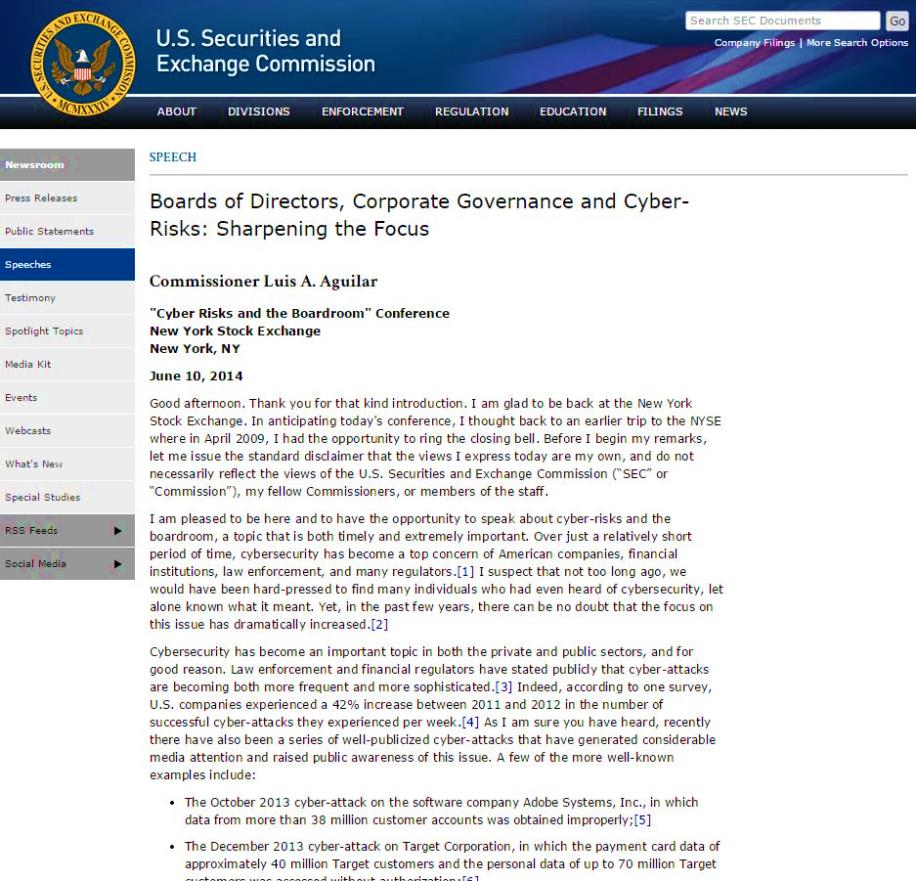 U.S. Securities and
Exchange Commission
Search SEC Documents
Go
Company Filings | More Search Options
U.S. SECURITIES AND EXCHANGE COMMISSION
MCMXXXIV
ABOUT DIVISIONS ENFORCEMENT REGULATION EDUCATION FILINGS NEWS
Newsroom
Press Releases
Public Statements
Speeches
Testimony
Spotlight Topics
Media Kit
Events
Webcasts
What's New
Special Studies
RSS Feeds
Social Media
SPEECH
Boards of Directors, Corporate Governance and Cyber-
Risks: Sharpening the Focus
Commissioner Luis A. Aguilar
"Cyber Risks and the Boardroom" Conference
New York Stock Exchange
New York, NY
June 10, 2014
Good afternoon. Thank you for that kind introduction. I am glad to be back at the New York
Stock Exchange. In anticipating today's conference, I thought back to an earlier trip to the NYSE
where in April 2009, I had the opportunity to ring the closing bell. Before I begin my remarks,
let me issue the standard disclaimer that the views I express today are my own, and do not
necessarily reflect the views of the U.S. Securities and Exchange Commission ("SEC" or
"Commission"), my fellow Commissioners, or members of the staff.
I am pleased to be here and to have the opportunity to speak about cyber-risks and the
boardroom, a topic that is both timely and extremely important. Over just a relatively short
period of time, cybersecurity has become a top concern of American companies, financial
institutions, law enforcement, and many regulators.[1] I suspect that not too long ago, we
would have been hard-pressed to find many individuals who had even heard of cybersecurity, let
alone known what it meant. Yet, in the past few years, there can be no doubt that the focus on
this issue has dramatically increased.[2]
Cybersecurity has become an important topic in both the private and public sectors, and for
good reason. Law enforcement and financial regulators have stated publicly that cyber-attacks
are becoming both more frequent and more sophisticated.[3] Indeed, according to one survey,
U.S. companies experienced a 42% increase between 2011 and 2012 in the number of
successful cyber-attacks they experienced per week.[4] As I am sure you have heard, recently
there have also been a series of well-publicized cyber-attacks that have generated considerable
media attention and raised public awareness of this issue. A few of the more well-known
examples include:
• The October 2013 cyber-attack on the software company Adobe Systems, Inc., in which
data from more than 38 million customer accounts was obtained improperly;[5]
• The December 2013 cyber-attack on Target Corporation, in which the payment card data of
approximately 40 million Target customers and the personal data of up to 70 million Target
customers was accessed without authorization;[6]